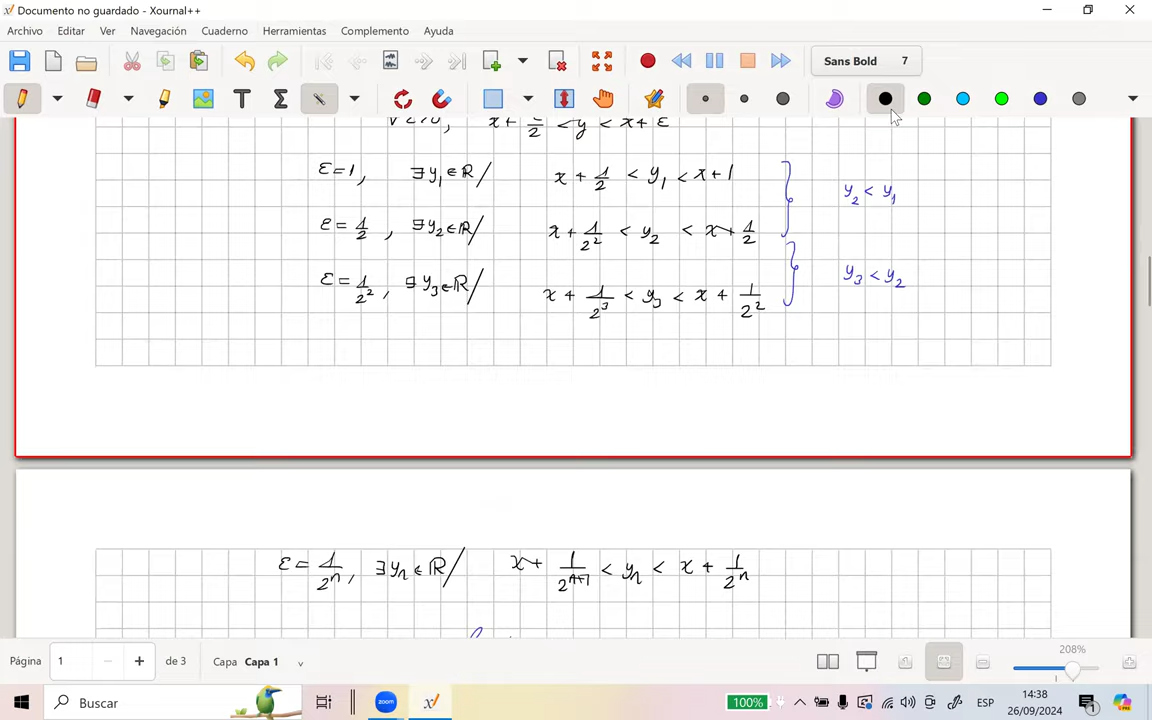 Documento no guardado - Xournal++
Archivo Editar Ver Navegación Cuaderno Herramientas Complemento Ayuda
Sans Bold 7
x + ε/2 < y < x + ε
ε=1, ∃ y₁ ∈ ℝ / x + 1/2 < y₁ < x + 1
y₂ < y₁
ε = 1/2 , ∃ y₂ ∈ ℝ / x + 1/2² < y₂ < x + 1/2
y₃ < y₂
ε = 1/2² , ∃ y₃ ∈ ℝ / x + 1/2³ < y₃ < x + 1/2²
ε = 1/2ⁿ, ∃ yₙ ∈ ℝ / x + 1/2ⁿ⁺¹ < yₙ < x + 1/2ⁿ
Página 1 de 3 Capa Capa 1 208%
Buscar zoom 100% ESP 14:38
26/09/2024 1